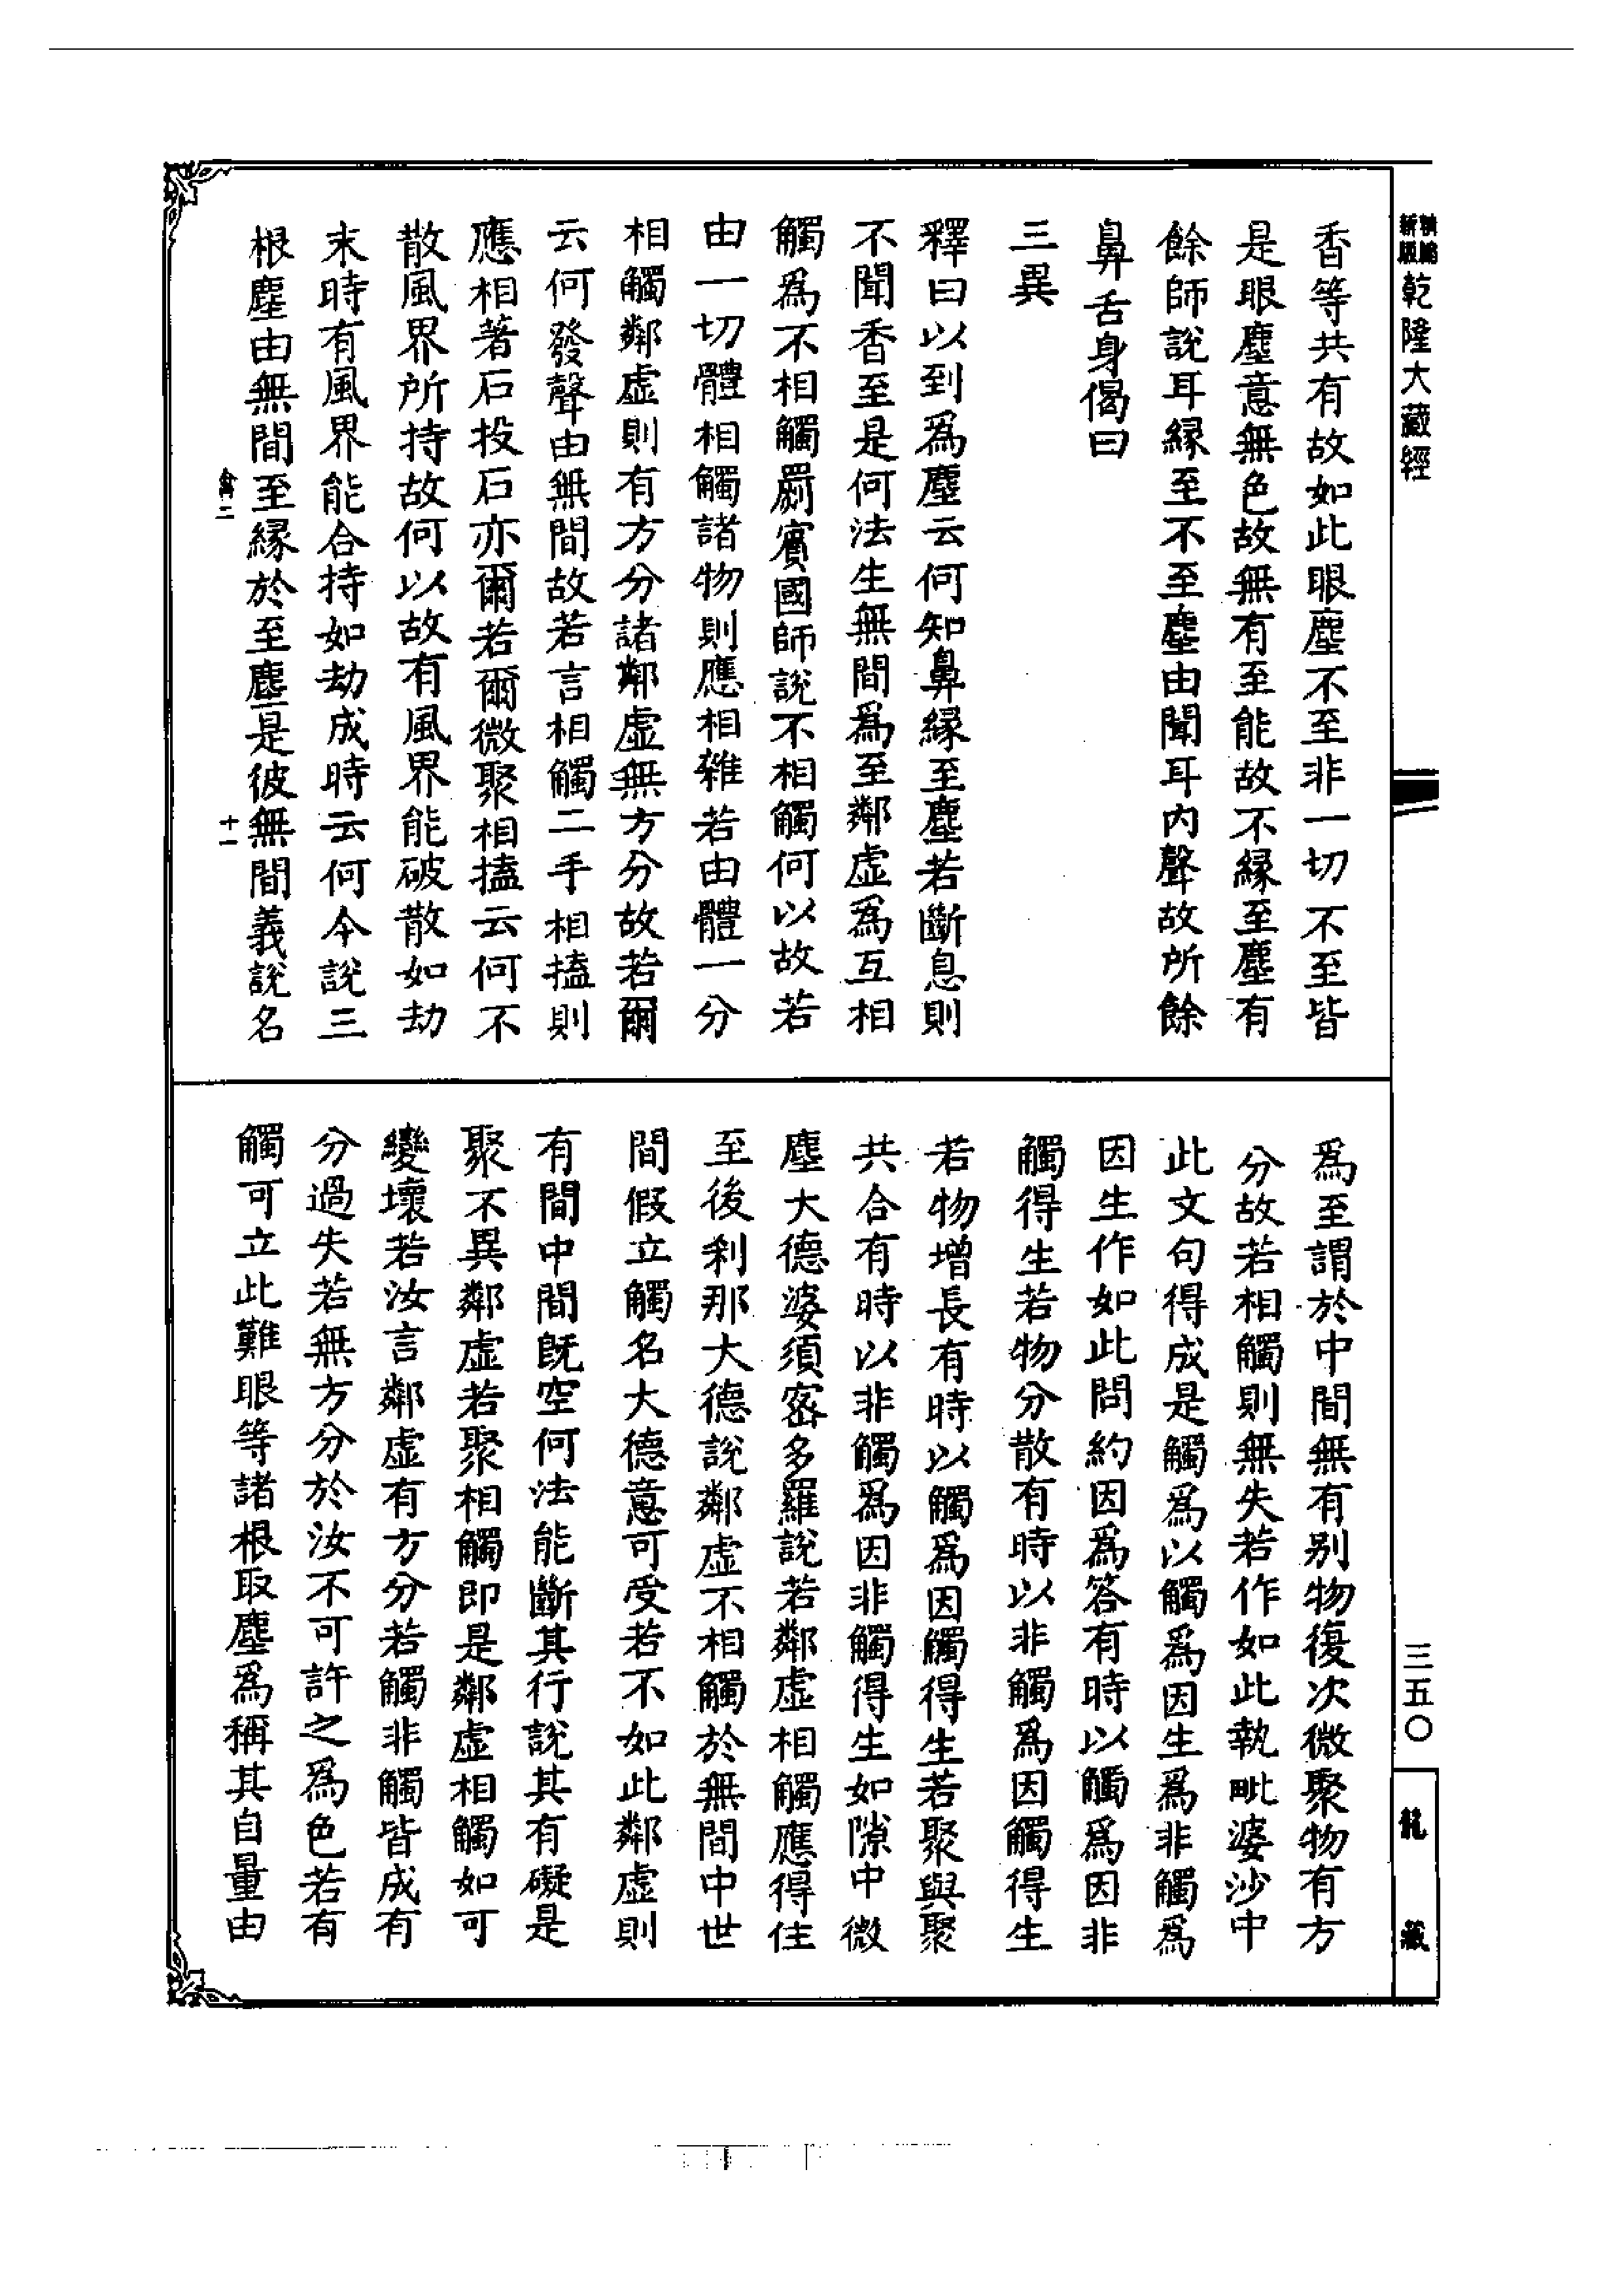 乾隆大藏經
三五〇
龍藏
香等共有故如此眼塵不至非一切不至皆
是眼塵意無色故無有至能故不縁至塵有
餘師說耳縁至不至塵由聞耳內聲故所餘
鼻舌身偈曰
三異
釋曰以到爲塵云何知鼻縁至塵若斷息則
不聞香至是何法生無間爲至鄰虛爲互相
觸爲不相觸罽賓國師說不相觸何以故若
由一切體相觸諸物則應相雜若由體一分
相觸鄰虛則有方分諸鄰虛無方分故若爾
云何發聲由無間故若言相觸二手相搕則
應相著石投石亦爾若爾微聚相搕云何不
散風界所持故何以故有風界能破散如劫
末時有風界能合持如劫成時云何今說三
根塵由無間至縁於至塵是彼無間義說名
禽二
十一
爲至謂於中間無有别物復次微聚物有方
分故若相觸則無失若作如此執毗婆沙中
此文句得成是觸爲以觸爲因生爲非觸爲
因生作如此問約因爲答有時以觸爲因非
觸得生若物分散有時以非觸爲因觸得生
若物增長有時以觸爲因觸得生若聚與聚
共合有時以非觸爲因非觸得生如隙中微
塵大德婆須密多羅說若鄰虛相觸應得住
至後刹那大德說鄰虛不相觸於無間中世
間假立觸名大德意可受若不如此鄰虛則
有間中間旣空何法能斷其行說其有礙是
聚不異鄰虛若聚相觸即是鄰虛相觸如可
變壞若汝言鄰虛有方分若觸非觸皆成有
分過失若無方分於汝不可許之爲色若有
觸可立此難眼等諸根取塵爲稱其自量由